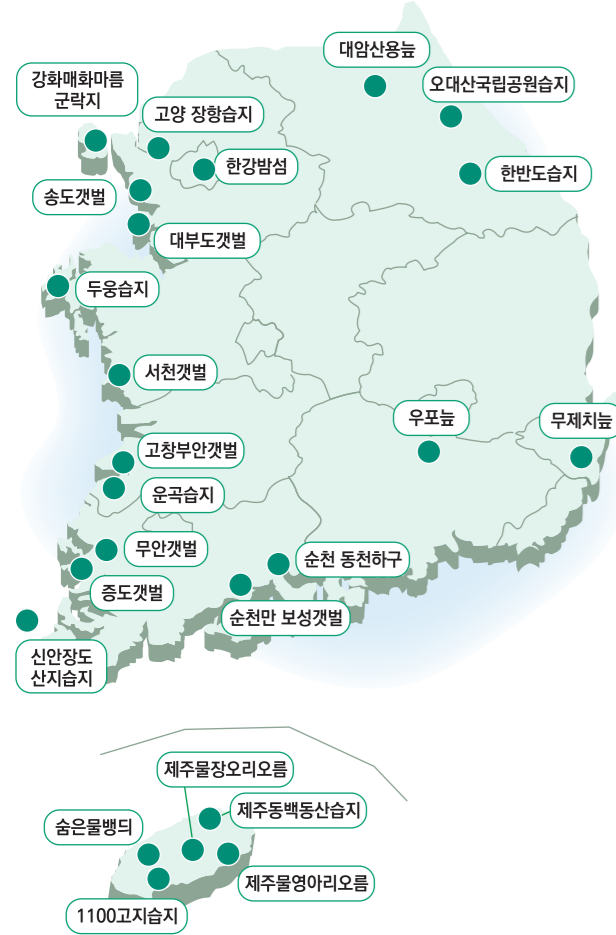 대암산용늪
강화매화마름
군락지
오대산국립공원습지
고양 장항습지
한강밤섬
한반도습지
송도갯벌
대부도갯벌
두웅습지
서천갯벌
우포늪
무제치늪
고창부안갯벌
운곡습지
무안갯벌
순천 동천하구
증도갯벌
순천만 보성갯벌
신안장도
산지습지
제주물장오리오름
제주동백동산습지
숨은물뱅듸
제주물영아리오름
1100고지습지